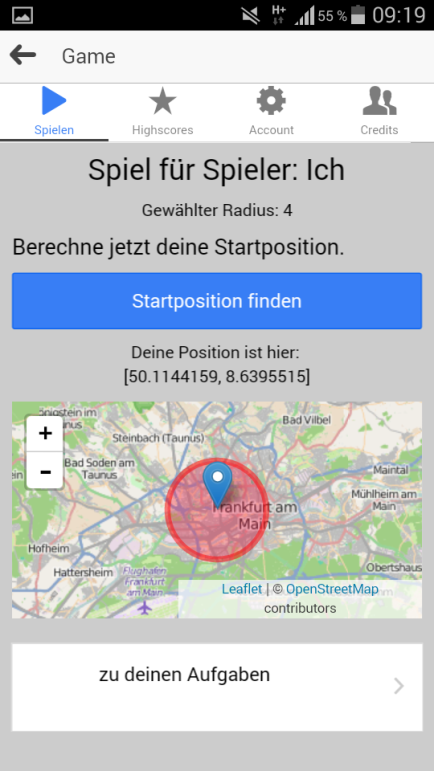 H+
55 %
09:19
Game
Spielen
Highscores
Account
Credits
Spiel für Spieler: Ich
Gewählter Radius: 4
Berechne jetzt deine Startposition.
Startposition finden
Deine Position ist hier:
[50.1144159, 8.6395515]
+
-
Bad Vilbel
Steinbach (Taunus)
Bad Soden am
Taunus
Maintal
Mühlheim am
Main
Frankfurt am
Main
Hofheim
Hattersheim
Flughafen
Frankfurt
am Main
Obertshaus
Leaflet | © OpenStreetMap
contributors
zu deinen Aufgaben